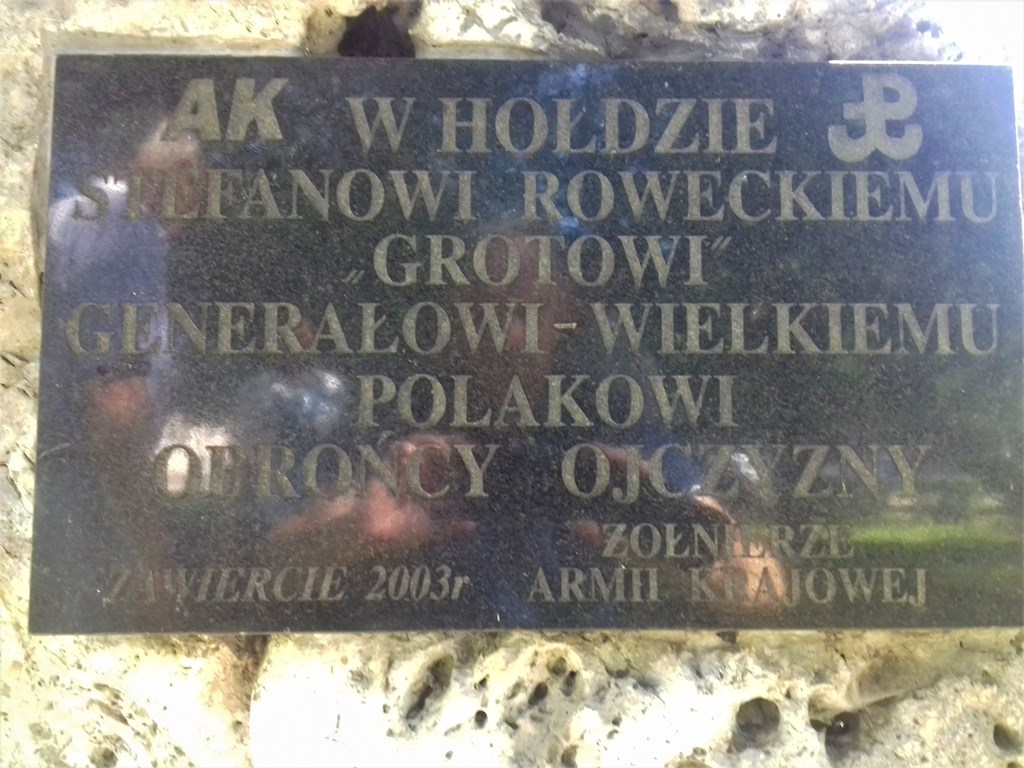 AK W HOŁDZIE
STEFANOWI ROWECKIEMU
„GROTOWI”
GENERAŁOWI - WIELKIEMU
POLAKOWI
OBROŃCY OJCZYZNY
ŻOŁNIERZE
ZAWIERCIE 2003r ARMII KRAJOWEJ